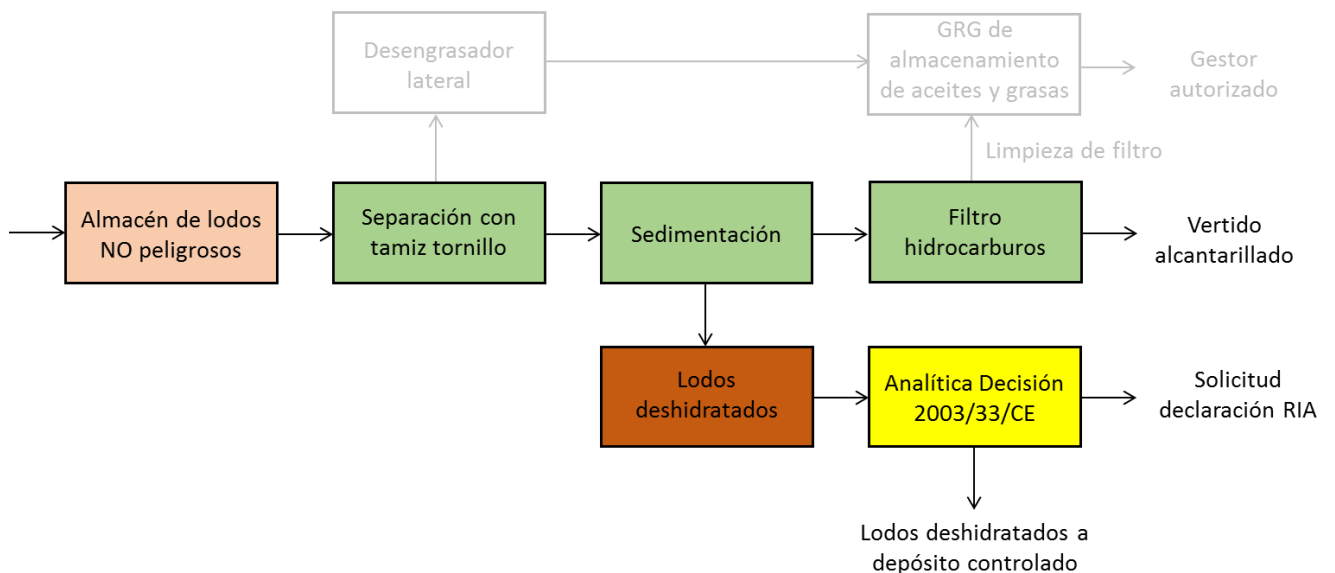 Desengrasador
lateral
GRG de
almacenamiento
de aceites y grasas
Gestor
autorizado
Limpieza de filtro
Almacén de lodos
NO peligrosos
Separación con
tamiz tornillo
Sedimentación
Filtro
hidrocarburos
Vertido
alcantarillado
Lodos
deshidratados
Analítica Decisión
2003/33/CE
Solicitud
declaración RIA
Lodos deshidratados a
depósito controlado